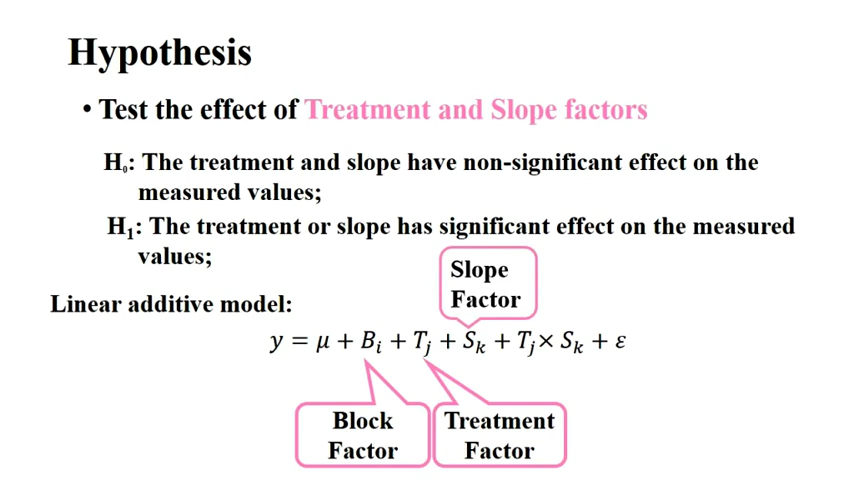 Hypothesis
• Test the effect of Treatment and Slope factors
H₀: The treatment and slope have non-significant effect on the
measured values;
H₁: The treatment or slope has significant effect on the measured
values;
Slope
Factor
Linear additive model:
y = μ + Bᵢ + Tⱼ + Sₖ + Tⱼ× Sₖ + ε
Block
Factor
Treatment
Factor